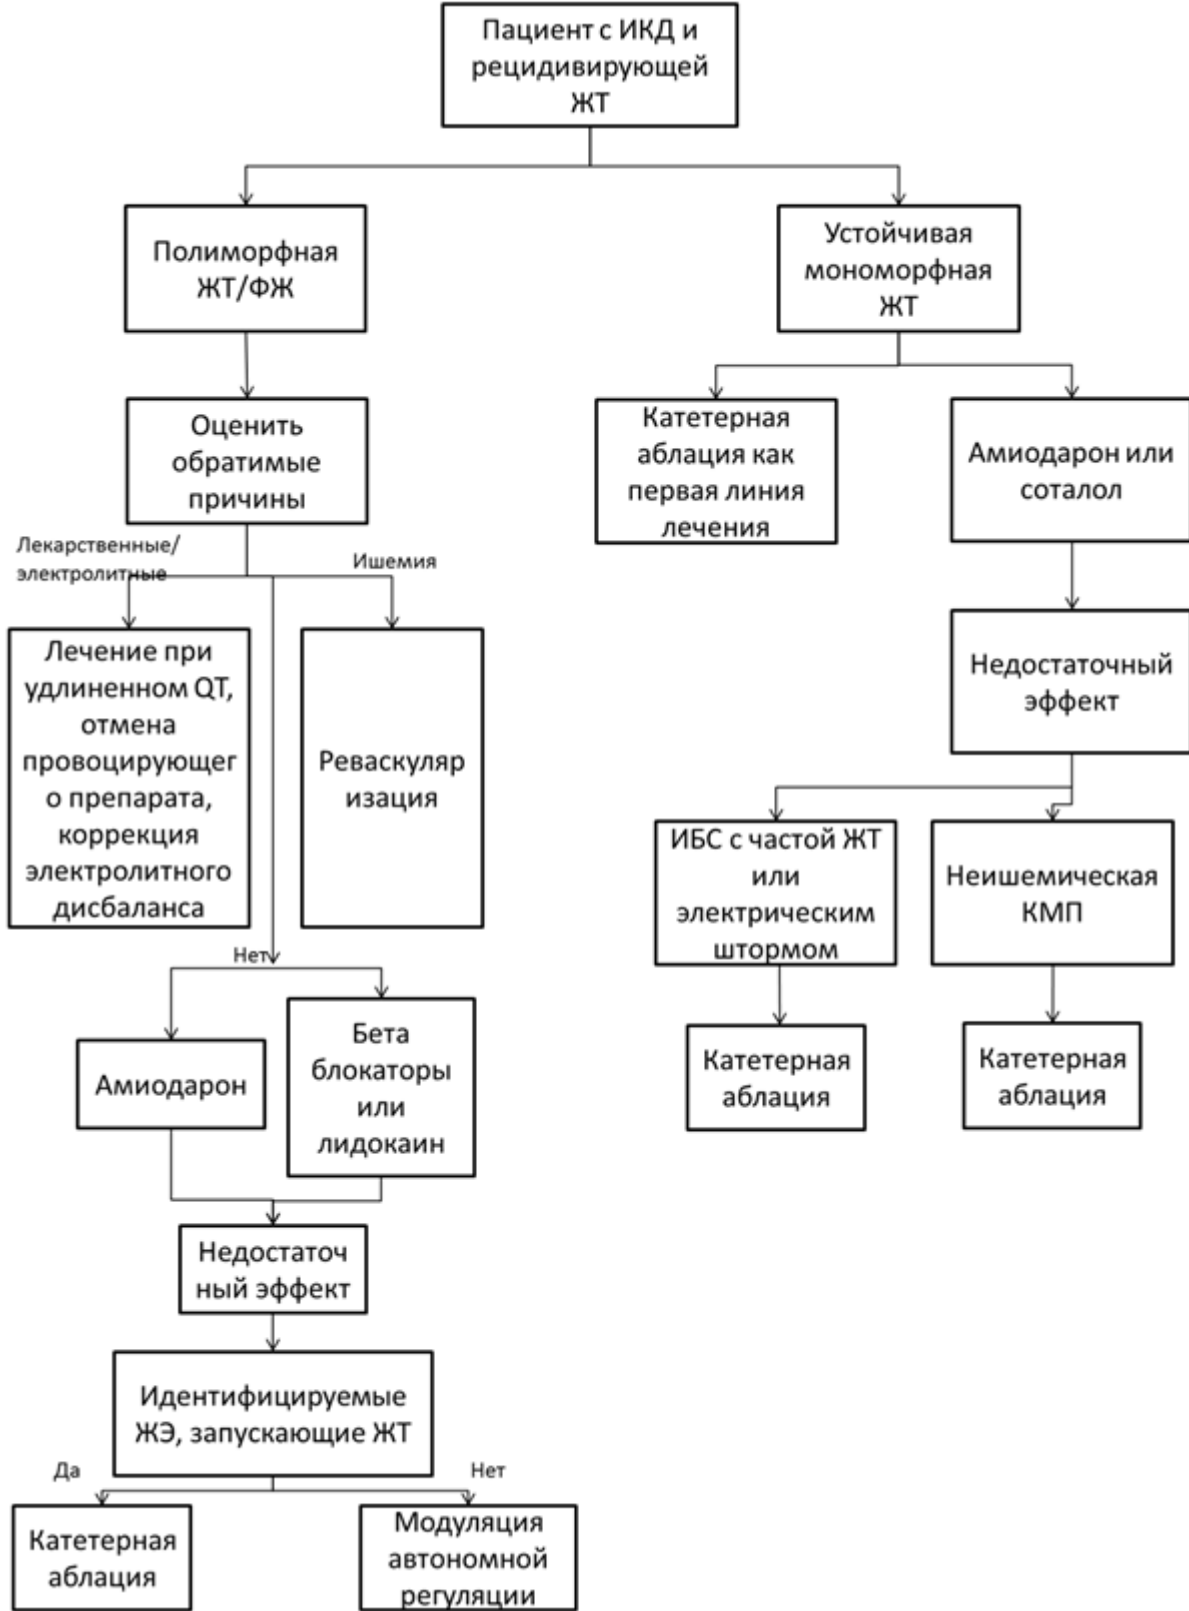 Пациент с ИКД и
рецидивирующей
ЖТ
Полиморфная
ЖТ/ФЖ
Устойчивая
мономорфная
ЖТ
Оценить
обратимые
причины
Катетерная
аблация как
первая линия
лечения
Амиодарон или
соталол
Лекарственные/
электролитные
Ишемия
Лечение при
удлиненном QT,
отмена
провоцирующег
о препарата,
коррекция
электролитного
дисбаланса
Реваскуляр
изация
Недостаточный
эффект
ИБС с частой ЖТ
или
электрическим
штормом
Неишемическая
КМП
Нет
Амиодарон
Бета
блокаторы
или
лидокаин
Катетерная
аблация
Катетерная
аблация
Недостаточ
ный эффект
Идентифицируемые
ЖЭ, запускающие ЖТ
Да
Нет
Катетерная
аблация
Модуляция
автономной
регуляции